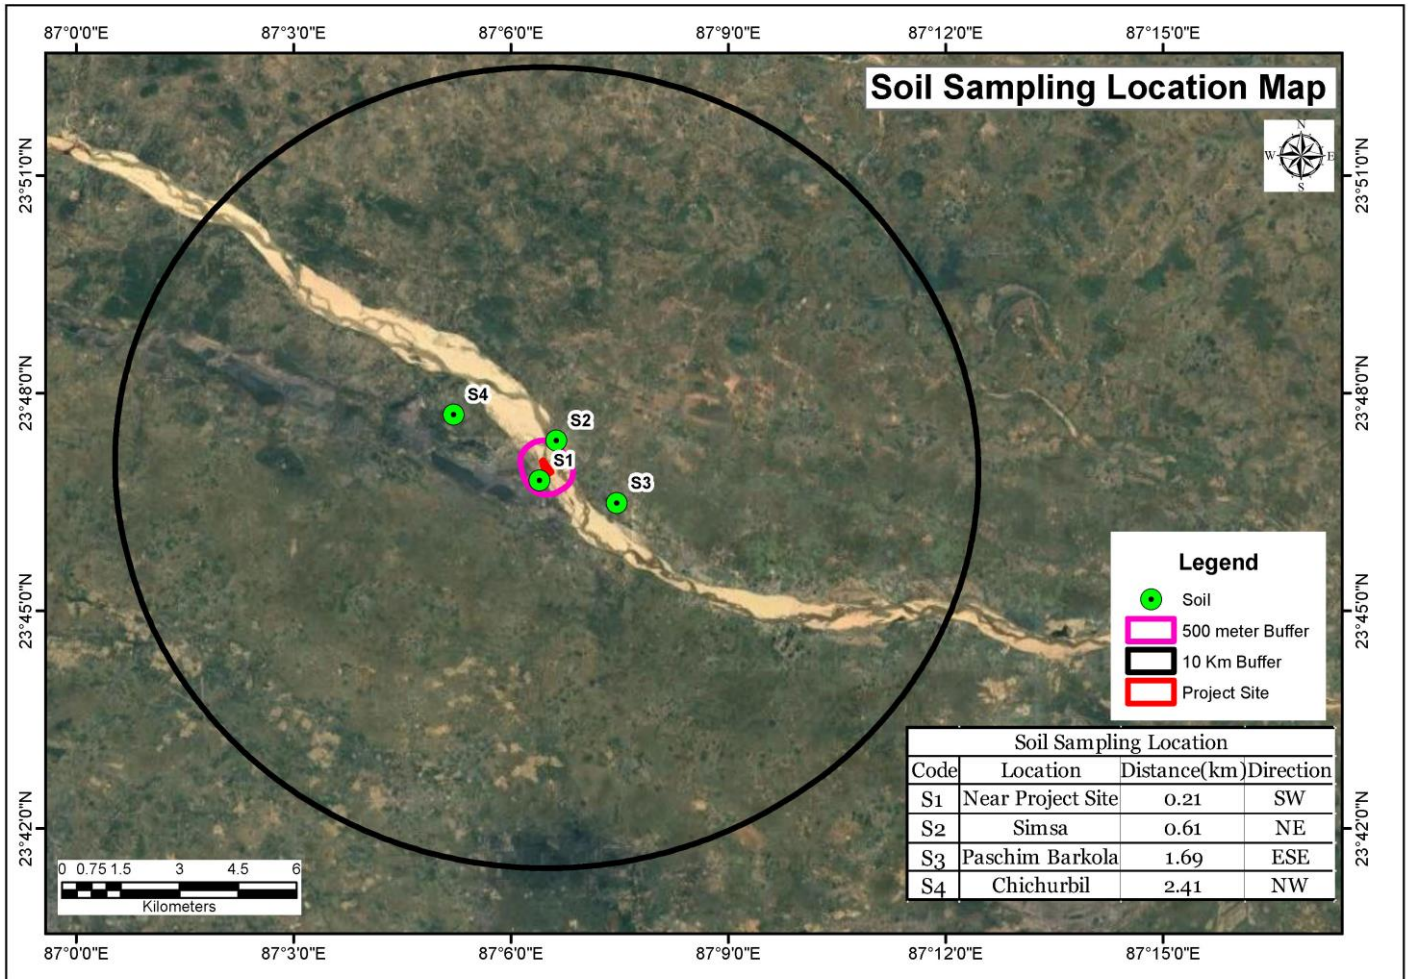 87°0'0"E 87°3'0"E 87°6'0"E 87°9'0"E 87°12'0"E 87°15'0"E
Soil Sampling Location Map
N
W E
S
23°51'0"N 23°51'0"N
23°48'0"N 23°48'0"N
S4
S2
S1
S3
Legend
Soil
500 meter Buffer
10 Km Buffer
Project Site
23°45'0"N 23°45'0"N
Soil Sampling Location
Code Location Distance(km) Direction
S1 Near Project Site 0.21 SW
S2 Simsa 0.61 NE
S3 Paschim Barkola 1.69 ESE
S4 Chichurbil 2.41 NW
23°42'0"N 23°42'0"N
0 0.75 1.5 3 4.5 6
Kilometers
87°0'0"E 87°3'0"E 87°6'0"E 87°9'0"E 87°12'0"E 87°15'0"E